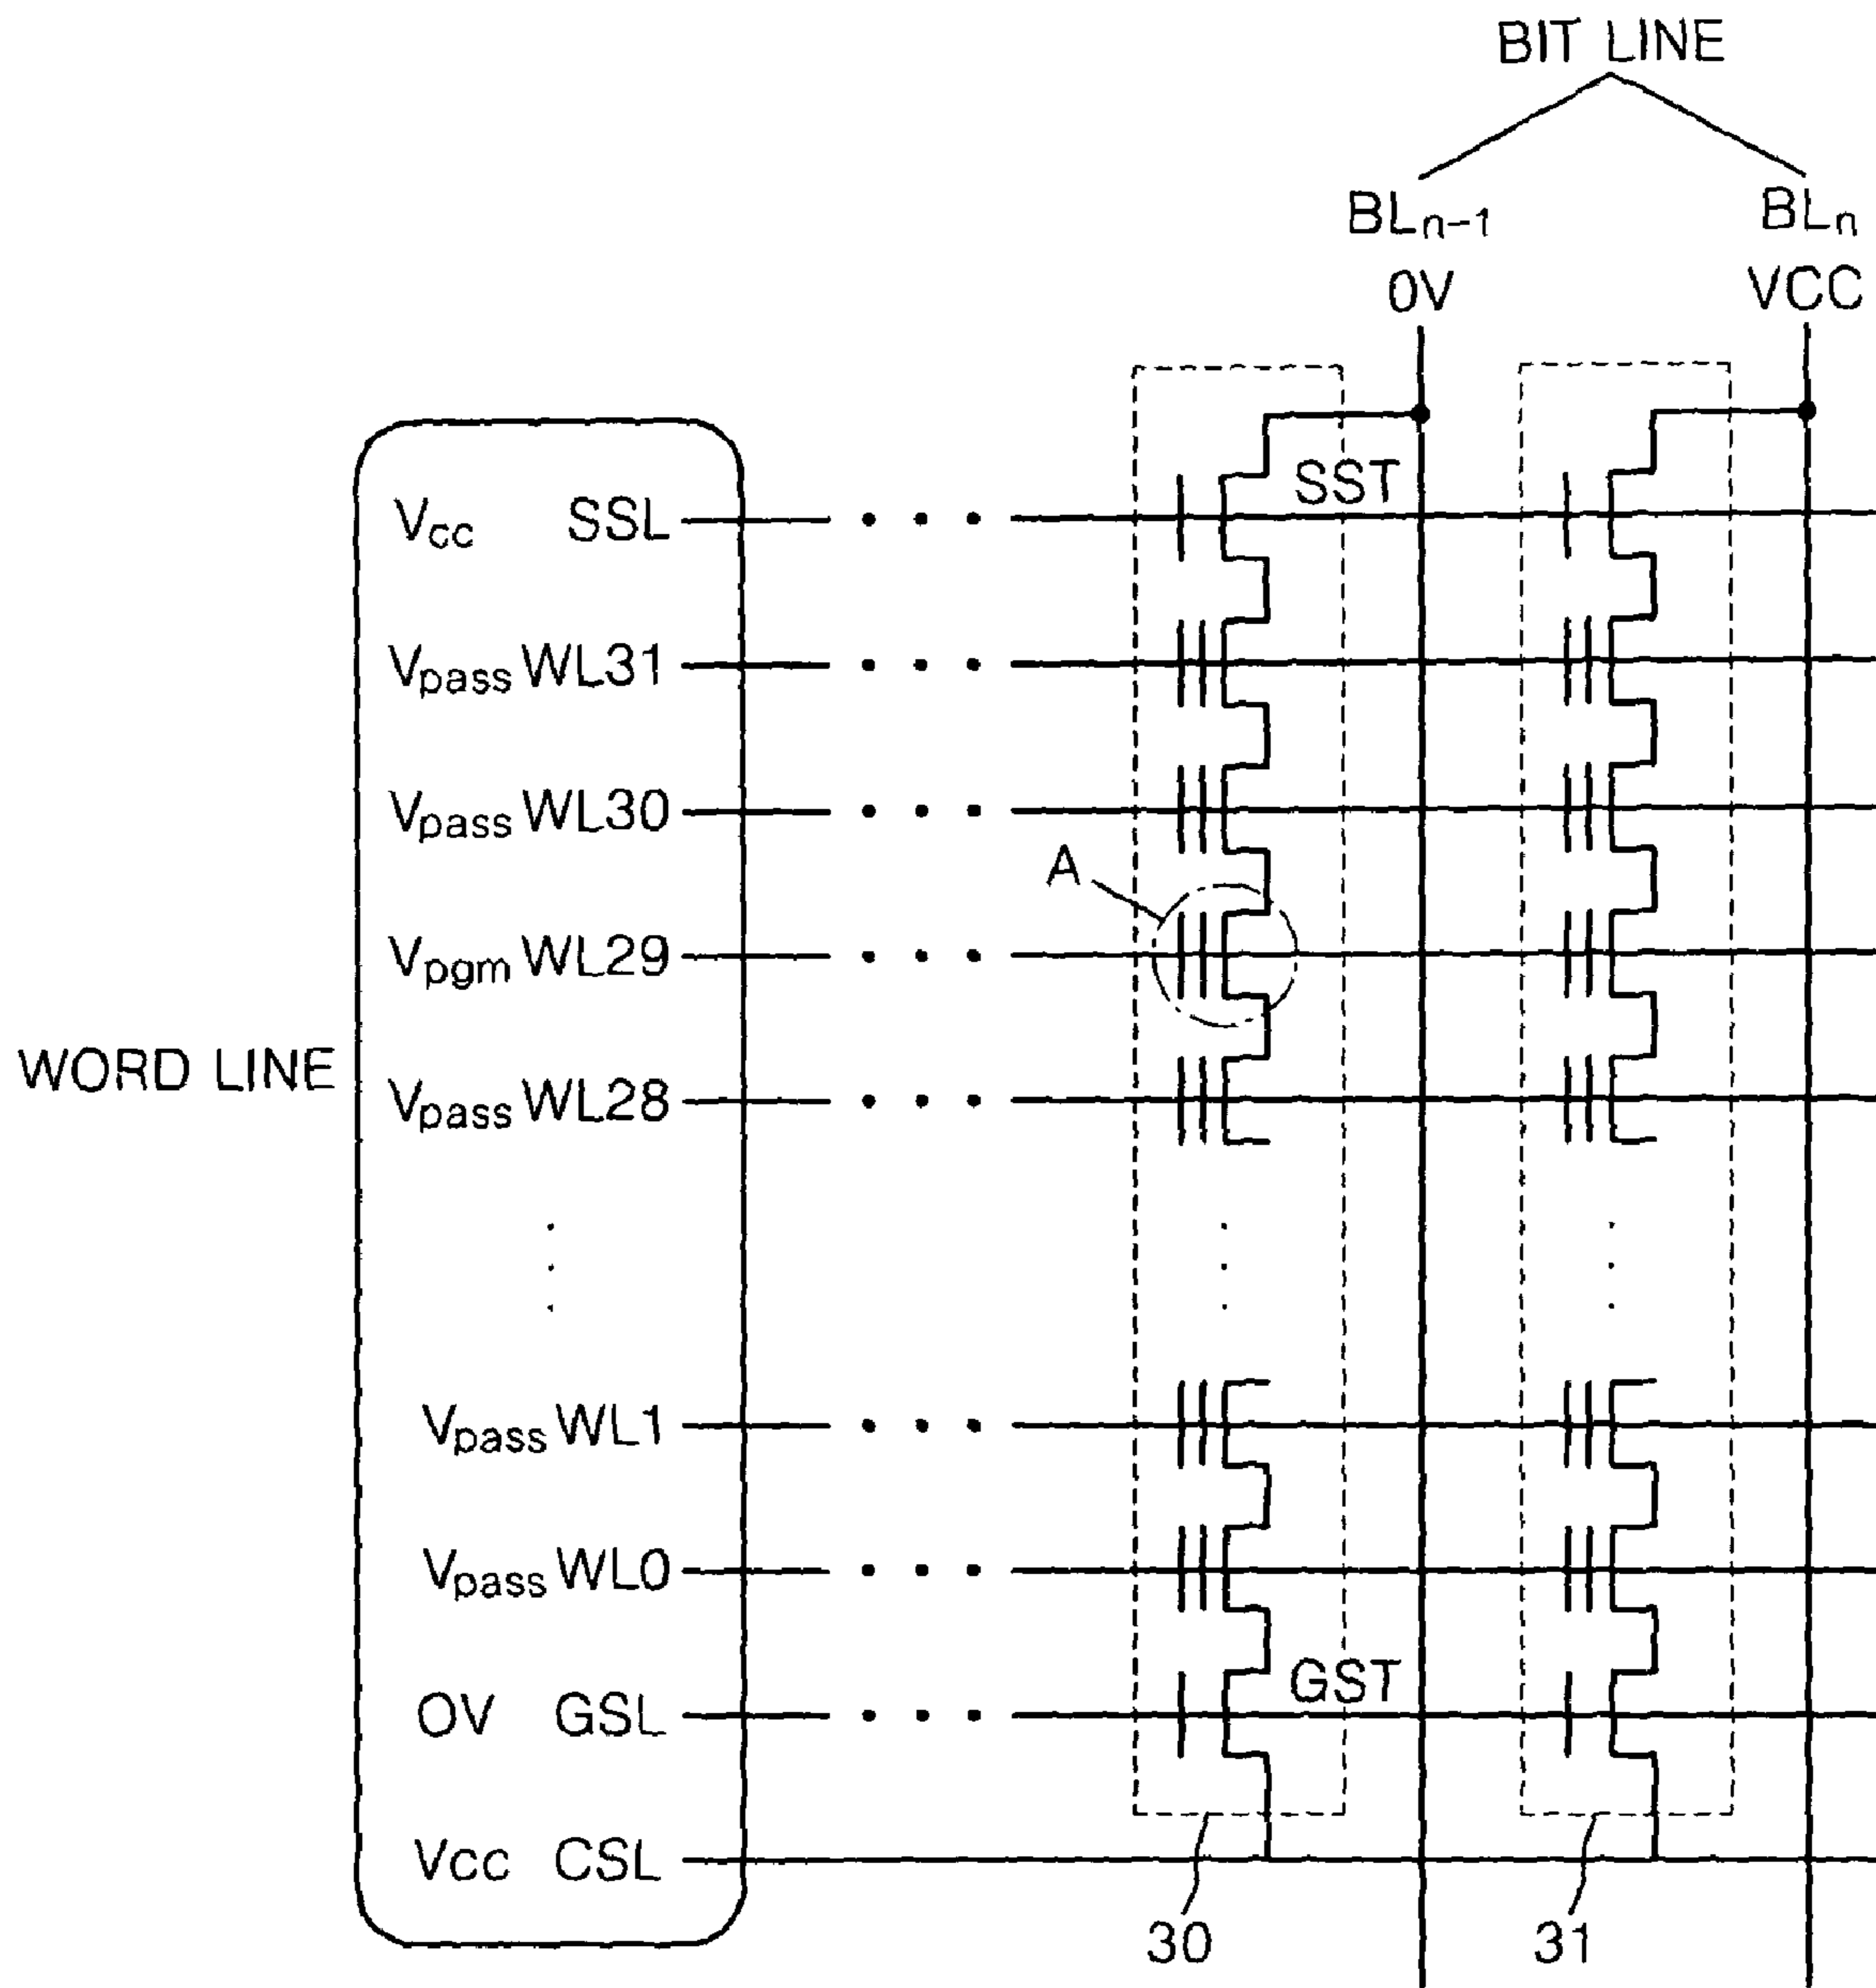 BIT LINE
BLn-1 BLn
0V VCC
Vcc SSL SST
Vpass WL31
Vpass WL30
A
Vpgm WL29
WORD LINE
Vpass WL28
Vpass WL1
Vpass WL0
GST
0V GSL
Vcc CSL
30 31